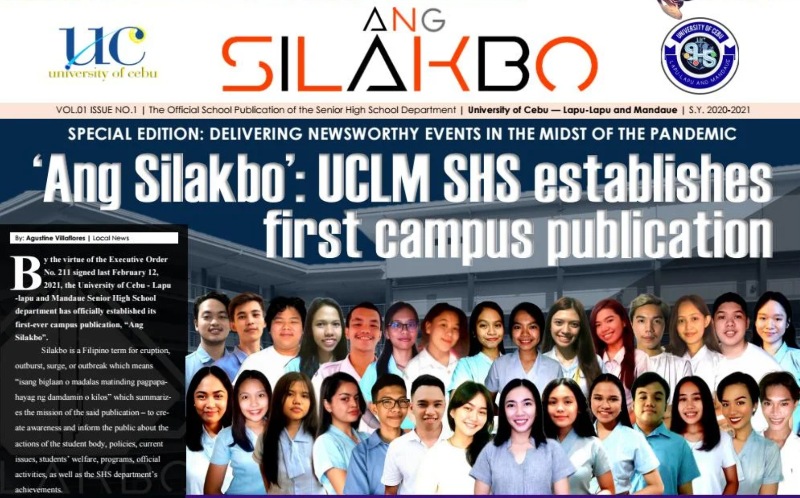 uc
university of cebu
ANG
SILAKBO
UNIVERSITY OF CEBU
SHS
LAPU-LAPU AND MANDAUE
VOL.01 ISSUE NO.1 | The Official School Publication of the Senior High School Department | University of Cebu — Lapu-Lapu and Mandaue | S.Y. 2020-2021
SPECIAL EDITION: DELIVERING NEWSWORTHY EVENTS IN THE MIDST OF THE PANDEMIC
‘Ang Silakbo’: UCLM SHS establishes
first campus publication
By: Agustine Villaflores | Local News
By the virtue of the Executive Order
No. 211 signed last February 12,
2021, the University of Cebu - Lapu
-lapu and Mandaue Senior High School
department has officially established its
first-ever campus publication, “Ang
Silakbo”.
Silakbo is a Filipino term for eruption,
outburst, surge, or outbreak which means
“isang biglaan o madalas matinding pagpapa-
hayag ng damdamin o kilos” which summariz-
es the mission of the said publication – to cre-
ate awareness and inform the public about the
actions of the student body, policies, current
issues, students’ welfare, programs, official
activities, as well as the SHS department’s
achievements.